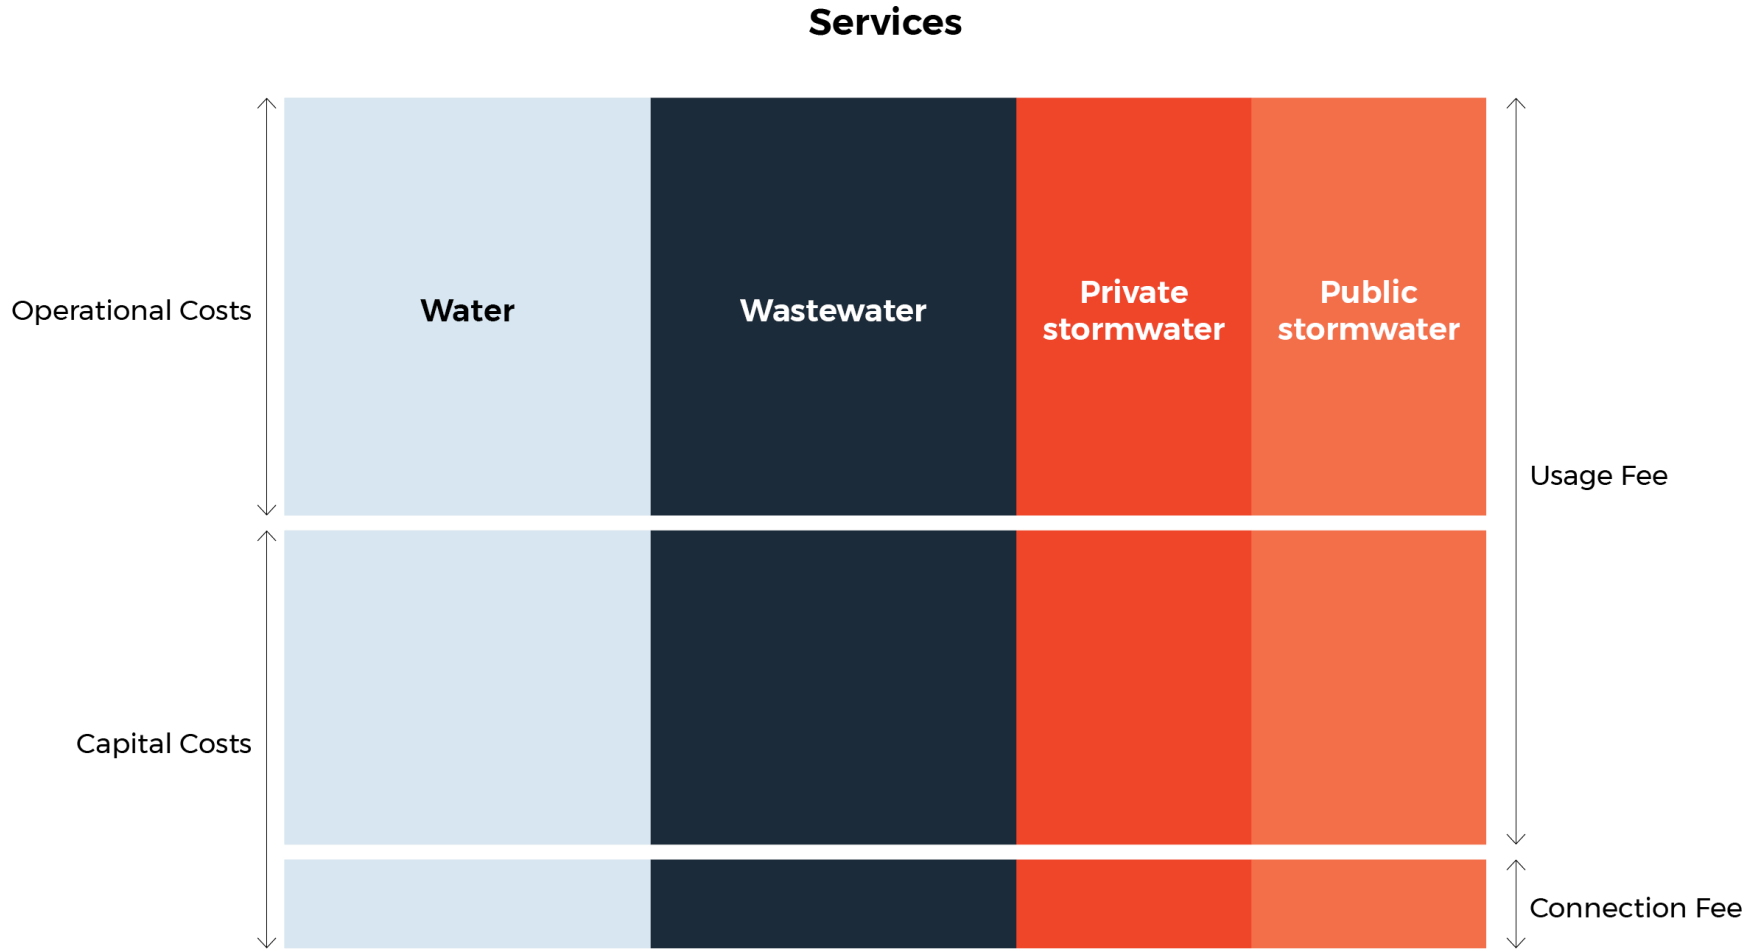 Services
Operational Costs
Water
Wastewater
Private
stormwater
Public
stormwater
Usage Fee
Capital Costs
Connection Fee